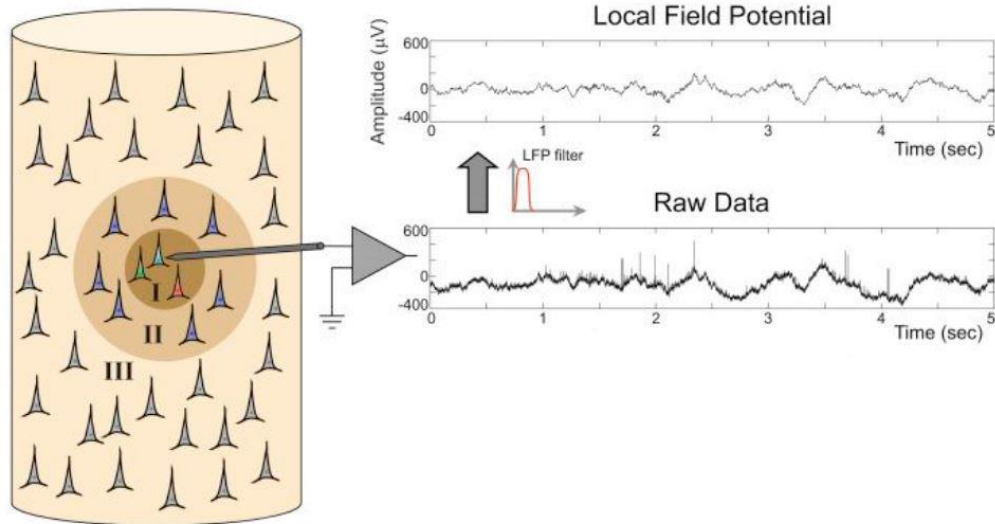 Local Field Potential
Amplitude (µV)
600
0
-400
0 1 2 3 4 5
Time (sec)
LFP filter
Raw Data
600
0
-400
0 1 2 3 4 5
Time (sec)
I
II
III